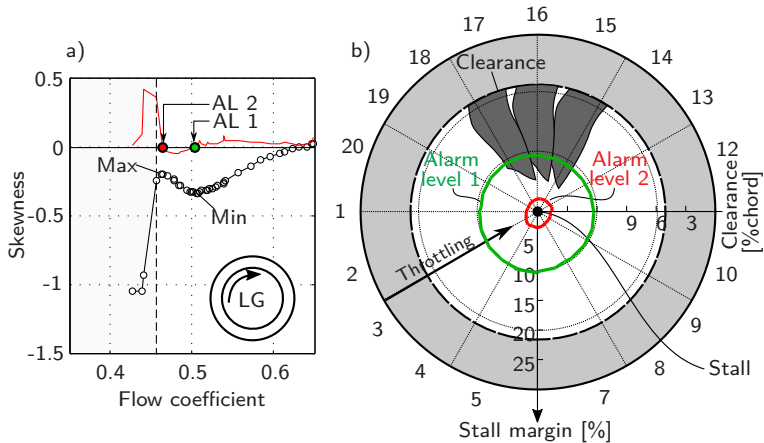 a)
0.5
0
-0.5
-1
-1.5
Skewness
AL 2
AL 1
Max
Min
LG
0.4
0.5
0.6
Flow coefficient
b)
16
17
15
18
14
19
13
20
12
1
2
10
3
9
4
8
5
7
Clearance
Alarm
level 1
Alarm
level 2
9
6
3
Clearance
[%chord]
Throttling
5
10
15
20
25
Stall
Stall margin [%]